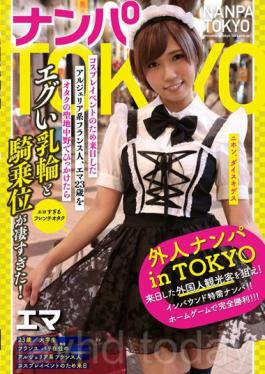 ナンパ
TOKYO
NANPA
TOKYO
コスプレイベントのため来日した
アルジェリア系フランス人、エマ23歳を
オタクの聖地中野でひっかけたら
エグい乳輪と
騎乗位が凄すぎた!
エロすぎる
フレンチオタク
ニホン、ダイスキデス
外人ナンパ
in TOKYO
来日した外国人観光客を狙え!
インバウンド特需ナンパ!!
ホームゲームで完全勝利!!!
エマ
23歳/大学生
フランス パリ在住の
アルジェリア系フランス人
コスプレイベントのため来日